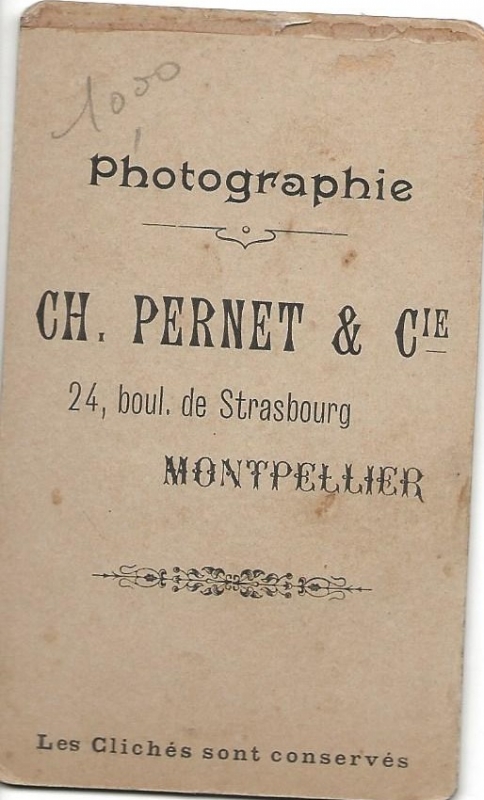 1000
Photographie
CH. PERNET & CIE
24, boul. de Strasbourg
MONTPELLIER
Les Clichés sont conservés